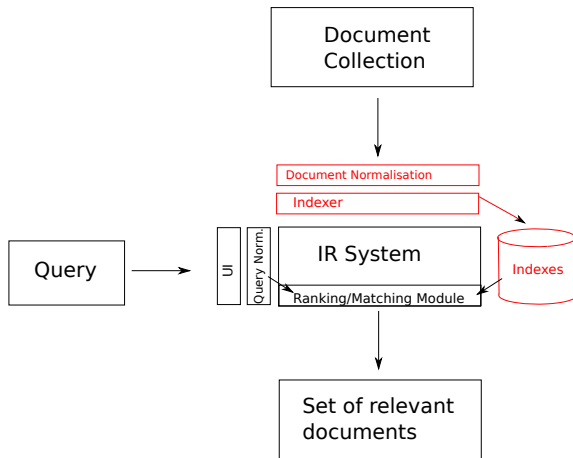 Document
Collection
Document Normalisation
Indexer
Query
UI
Query Norm.
IR System
Ranking/Matching Module
Indexes
Set of relevant
documents